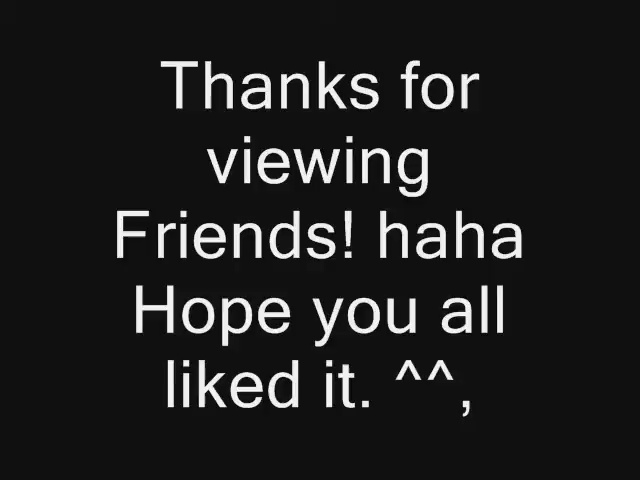 Thanks for
viewing
Friends! haha
Hope you all
liked it. ^^,